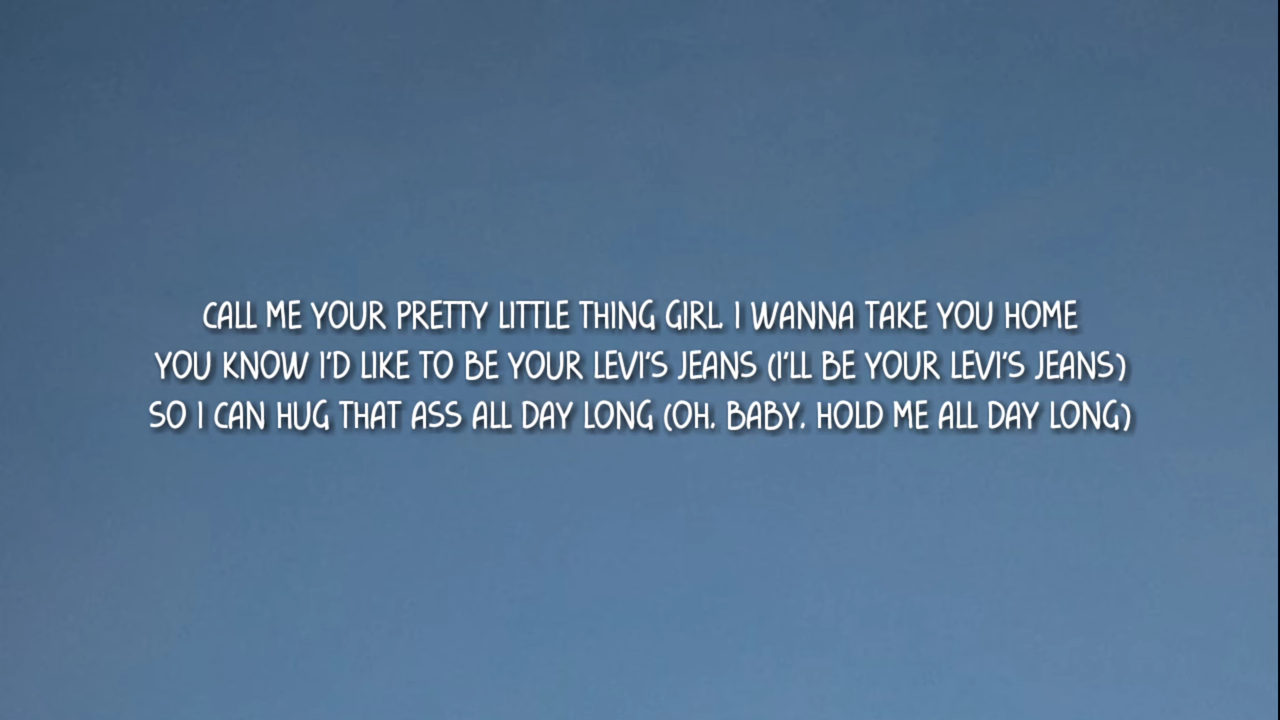 CALL ME YOUR PRETTY LITTLE THING GIRL, I WANNA TAKE YOU HOME
YOU KNOW I'D LIKE TO BE YOUR LEVI'S JEANS (I'LL BE YOUR LEVI'S JEANS)
SO I CAN HUG THAT ASS ALL DAY LONG (OH, BABY, HOLD ME ALL DAY LONG)